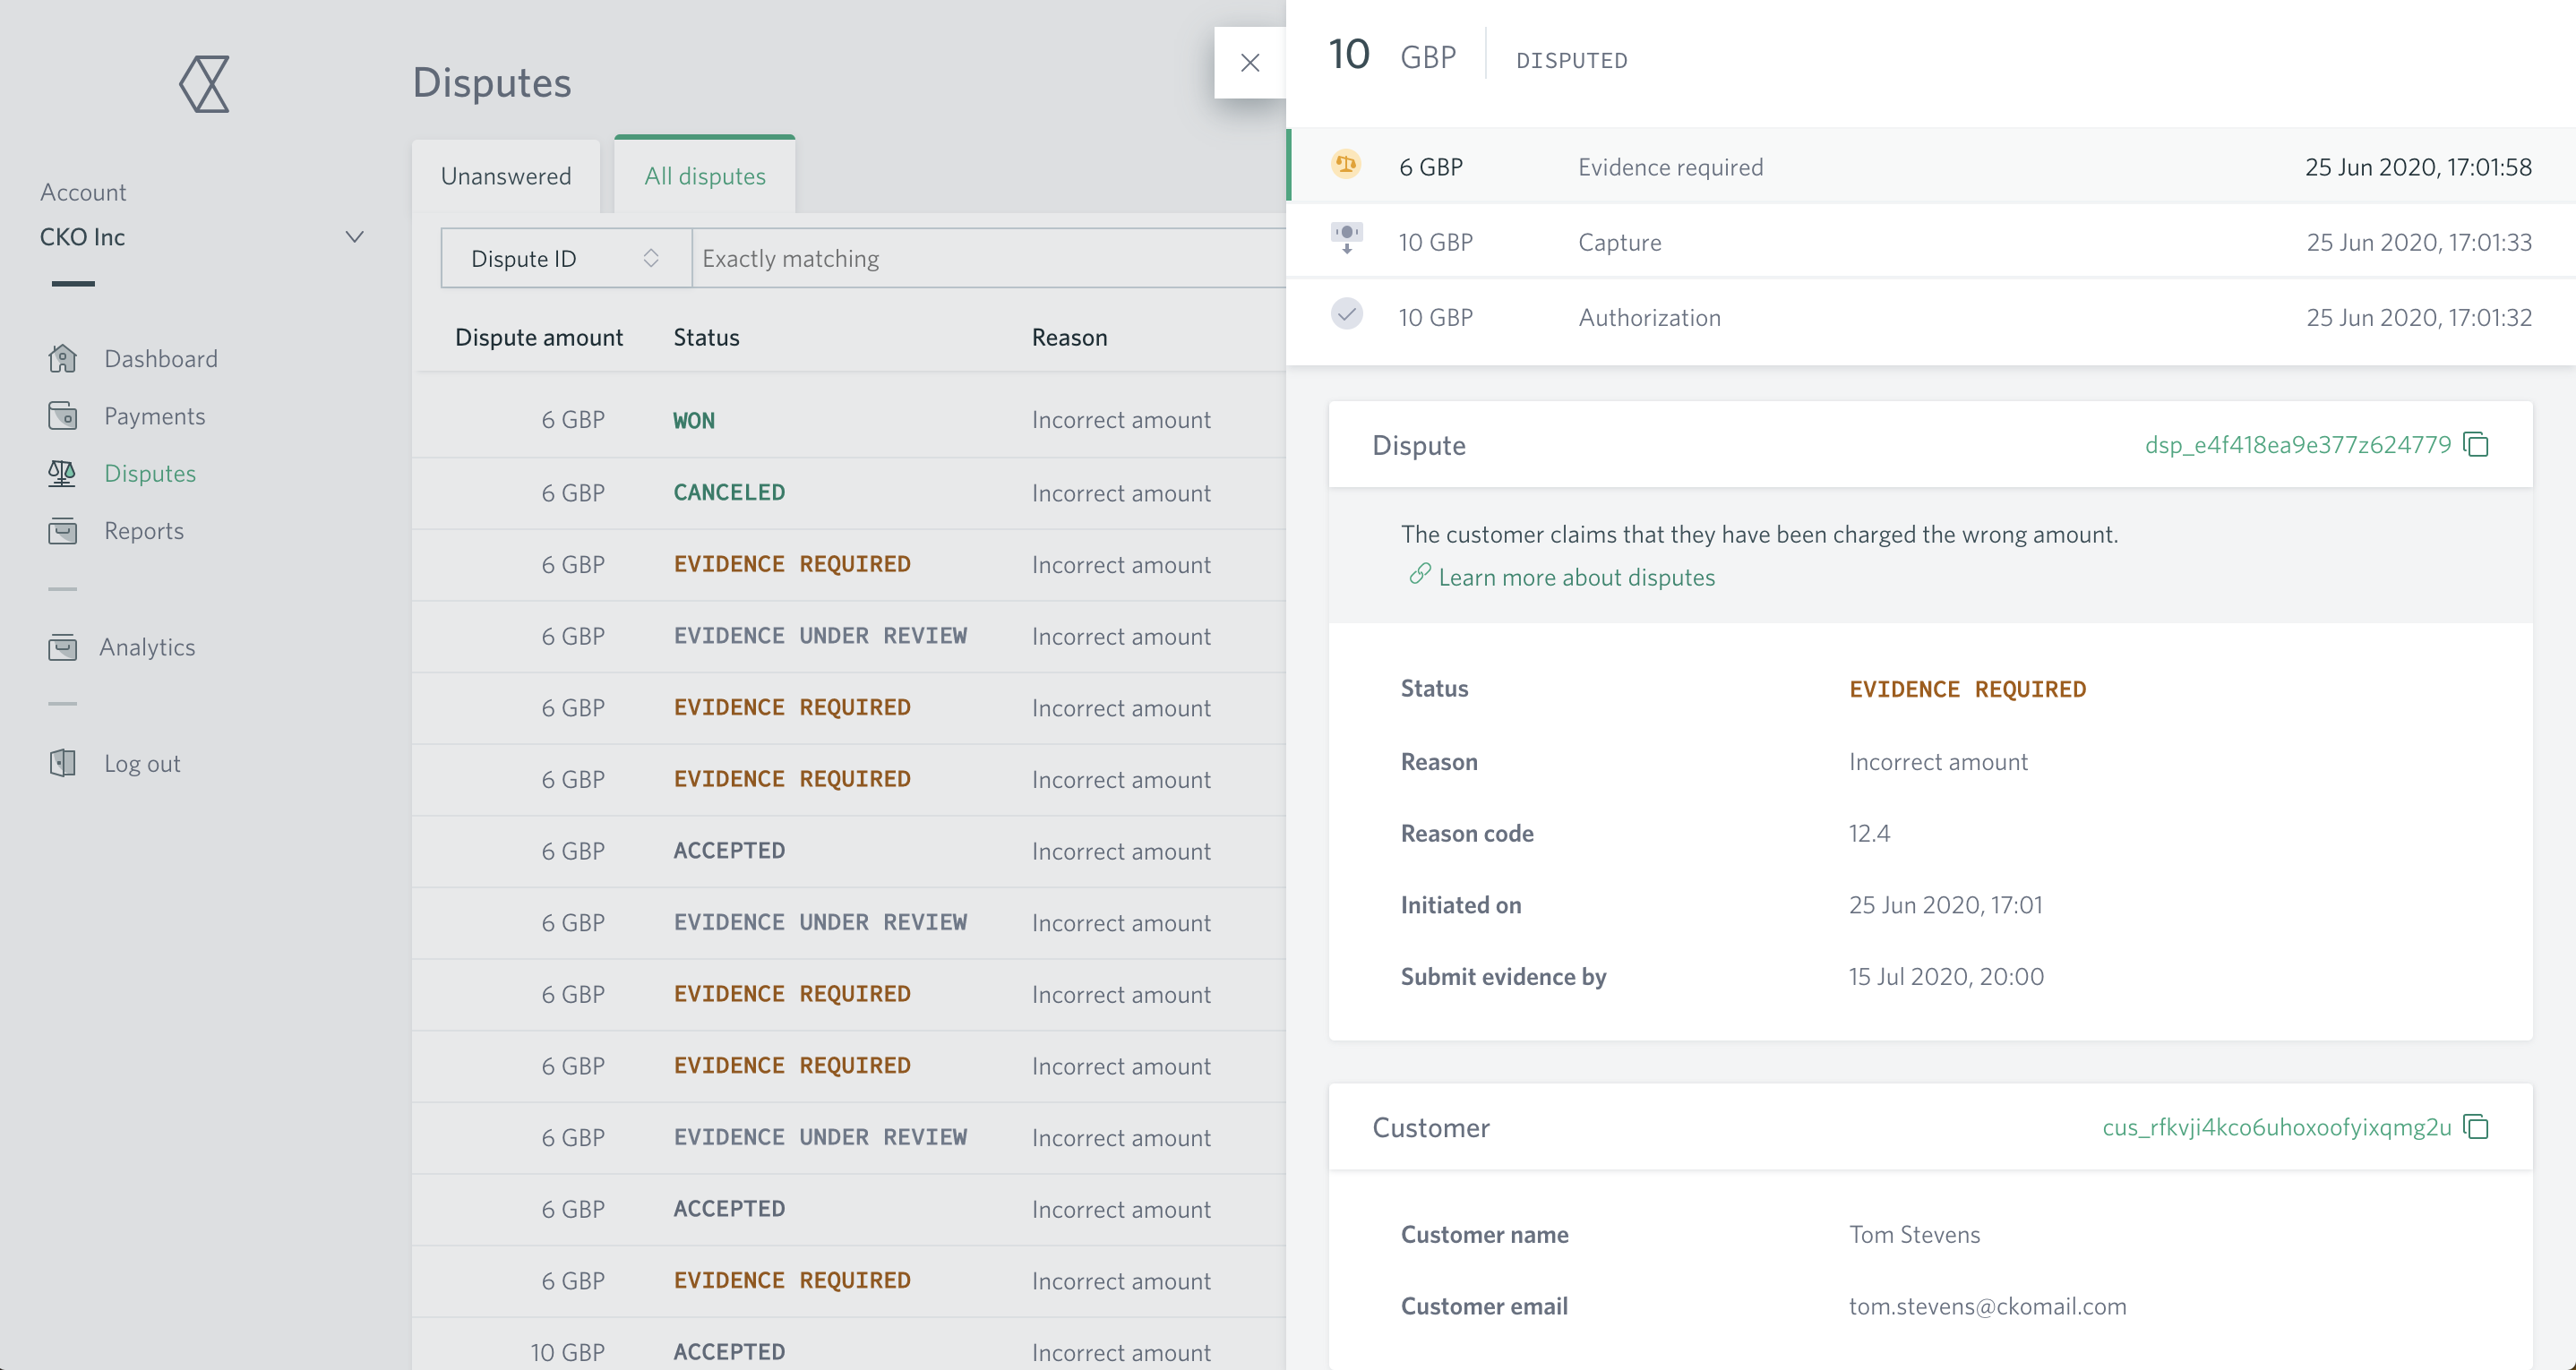 Account
CKO Inc
Dashboard
Payments
Disputes
Reports
Analytics
Log out
Disputes
Unanswered
All disputes
Dispute ID
Exactly matching
Dispute amount Status Reason
6 GBP WON Incorrect amount
6 GBP CANCELED Incorrect amount
6 GBP EVIDENCE REQUIRED Incorrect amount
6 GBP EVIDENCE UNDER REVIEW Incorrect amount
6 GBP EVIDENCE REQUIRED Incorrect amount
6 GBP EVIDENCE REQUIRED Incorrect amount
6 GBP ACCEPTED Incorrect amount
6 GBP EVIDENCE UNDER REVIEW Incorrect amount
6 GBP EVIDENCE REQUIRED Incorrect amount
6 GBP EVIDENCE REQUIRED Incorrect amount
6 GBP EVIDENCE UNDER REVIEW Incorrect amount
6 GBP ACCEPTED Incorrect amount
6 GBP EVIDENCE REQUIRED Incorrect amount
10 GBP ACCEPTED Incorrect amount
10 GBP DISPUTED
6 GBP Evidence required 25 Jun 2020, 17:01:58
10 GBP Capture 25 Jun 2020, 17:01:33
10 GBP Authorization 25 Jun 2020, 17:01:32
Dispute dsp_e4f418ea9e377z624779
The customer claims that they have been charged the wrong amount.
Learn more about disputes
Status EVIDENCE REQUIRED
Reason Incorrect amount
Reason code 12.4
Initiated on 25 Jun 2020, 17:01
Submit evidence by 15 Jul 2020, 20:00
Customer cus_rfkvji4kco6uhoxoofyixqmg2u
Customer name Tom Stevens
Customer email tom.stevens@ckomail.com